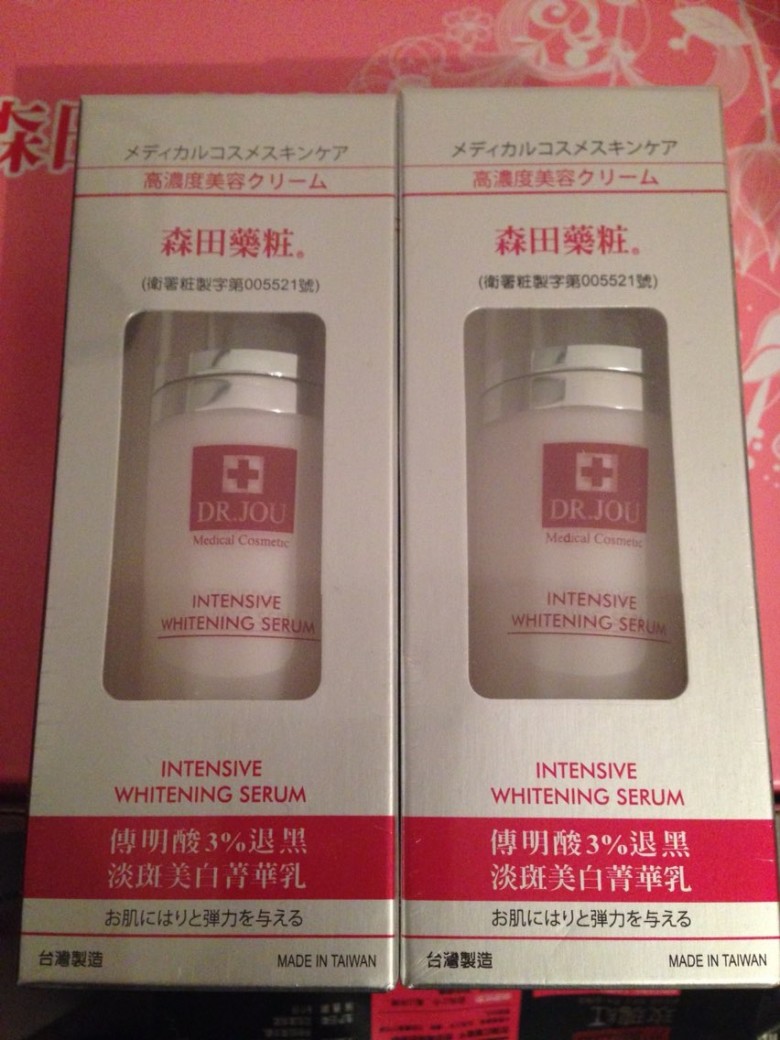 森田
メディカルコスメスキンケア
高濃度美容クリーム
森田藥粧®
(衛署粧製字第005521號)
DR.JOU
Medical Cosmetic
INTENSIVE
WHITENING SERUM
INTENSIVE
WHITENING SERUM
傳明酸3%退黑
淡斑美白菁華乳
お肌にはりと弾力を与える
台灣製造 MADE IN TAIWAN
メディカルコスメスキンケア
高濃度美容クリーム
森田藥粧®
(衛署粧製字第005521號)
DR.JOU
Medical Cosmetic
INTENSIVE
WHITENING SERUM
INTENSIVE
WHITENING SERUM
傳明酸3%退黑
淡斑美白菁華乳
お肌にはりと弾力を与える
台灣製造 MADE IN TAIWAN